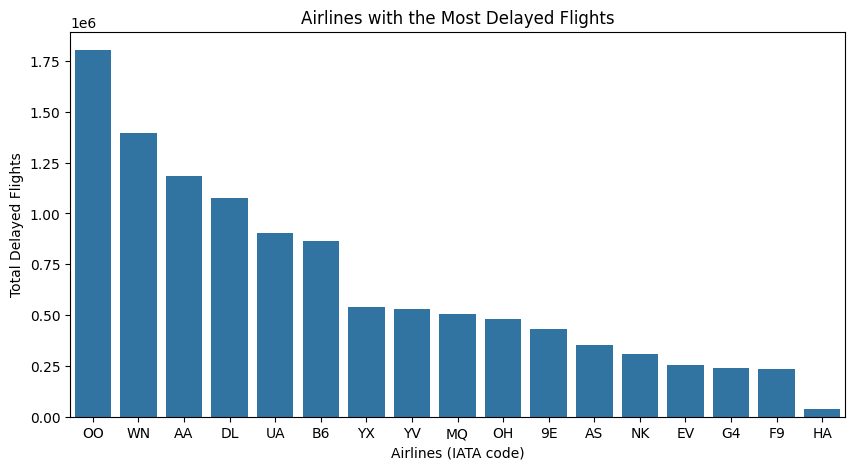 Airlines with the Most Delayed Flights
1e6
Total Delayed Flights
1.75
1.50
1.25
1.00
0.75
0.50
0.25
0.00
OO WN AA DL UA B6 YX YV MQ OH 9E AS NK EV G4 F9 HA
Airlines (IATA code)